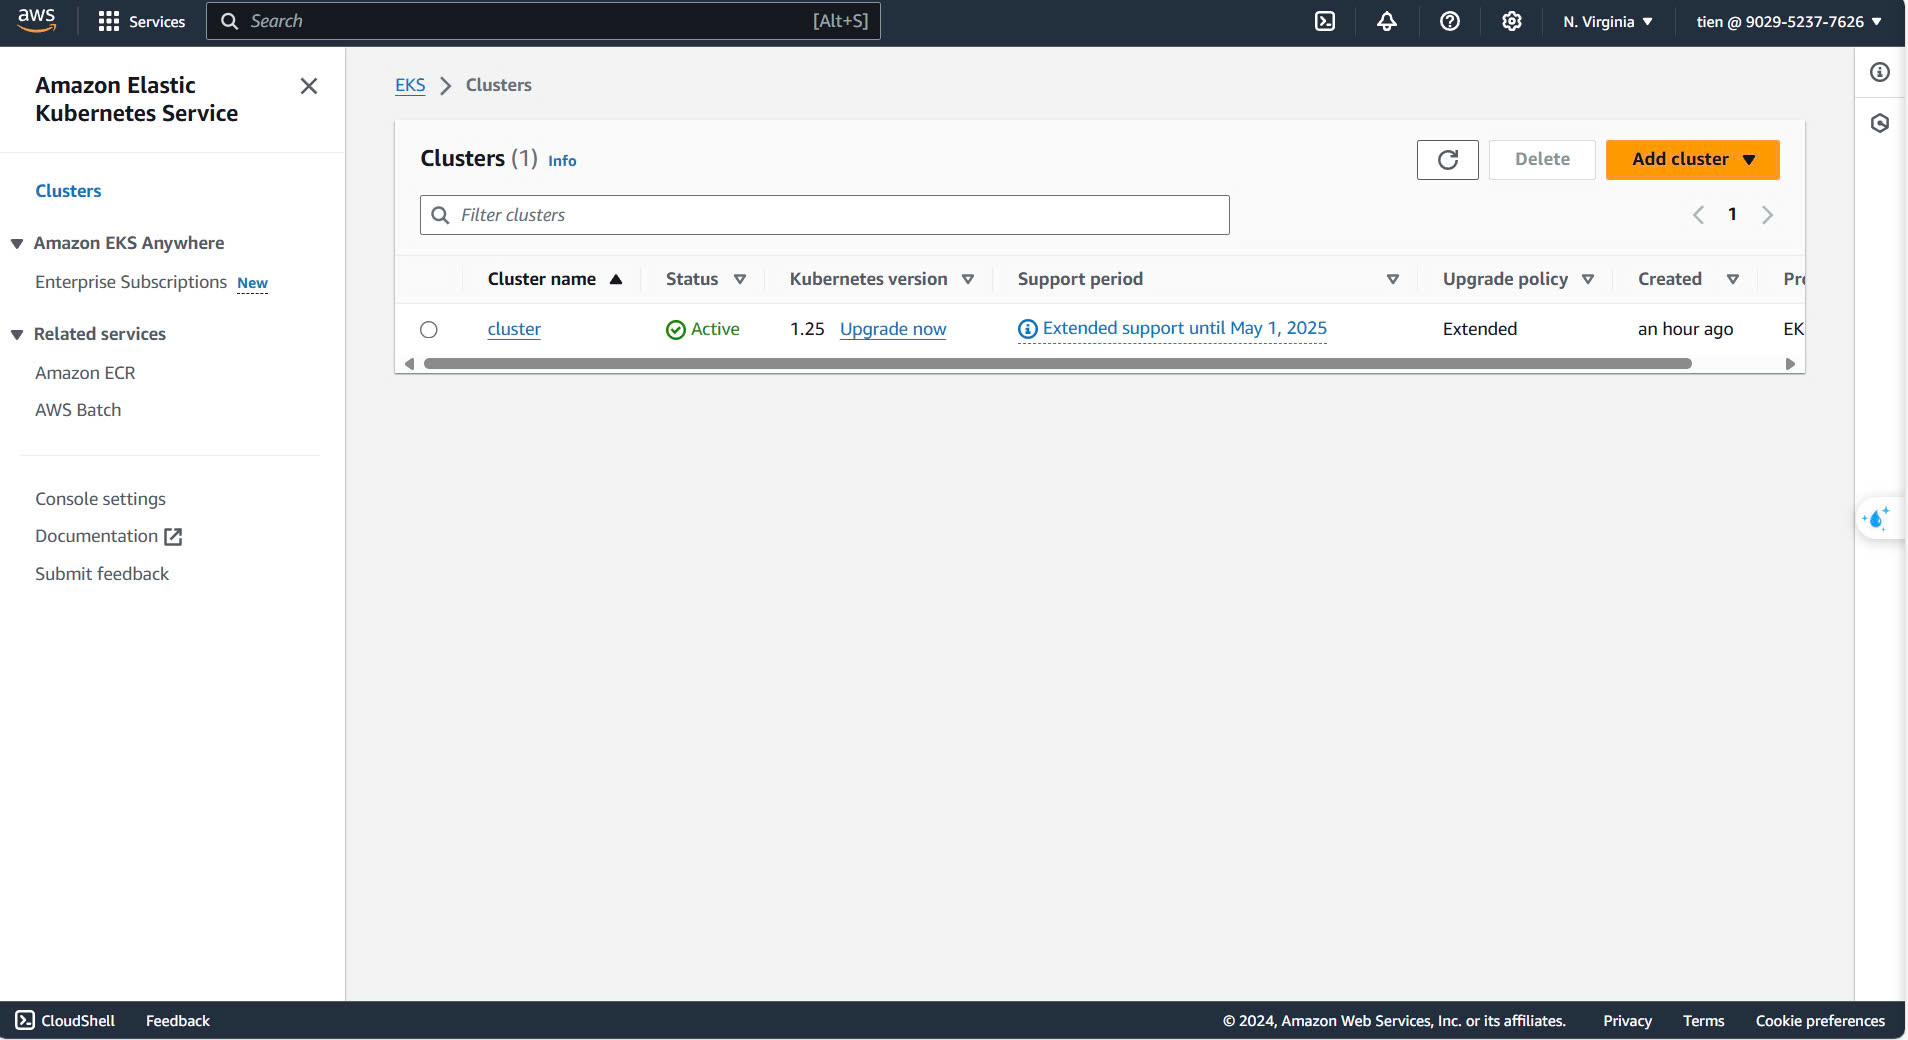 aws
Services
Search
[Alt+S]
N. Virginia
tien @ 9029-5237-7626
Amazon Elastic
Kubernetes Service
Clusters
Amazon EKS Anywhere
Enterprise Subscriptions New
Related services
Amazon ECR
AWS Batch
Console settings
Documentation
Submit feedback
EKS
Clusters
Clusters (1) Info
Delete
Add cluster
Filter clusters
1
Cluster name
Status
Kubernetes version
Support period
Upgrade policy
Created
cluster
Active
1.25 Upgrade now
Extended support until May 1, 2025
Extended
an hour ago
CloudShell
Feedback
© 2024, Amazon Web Services, Inc. or its affiliates.
Privacy
Terms
Cookie preferences